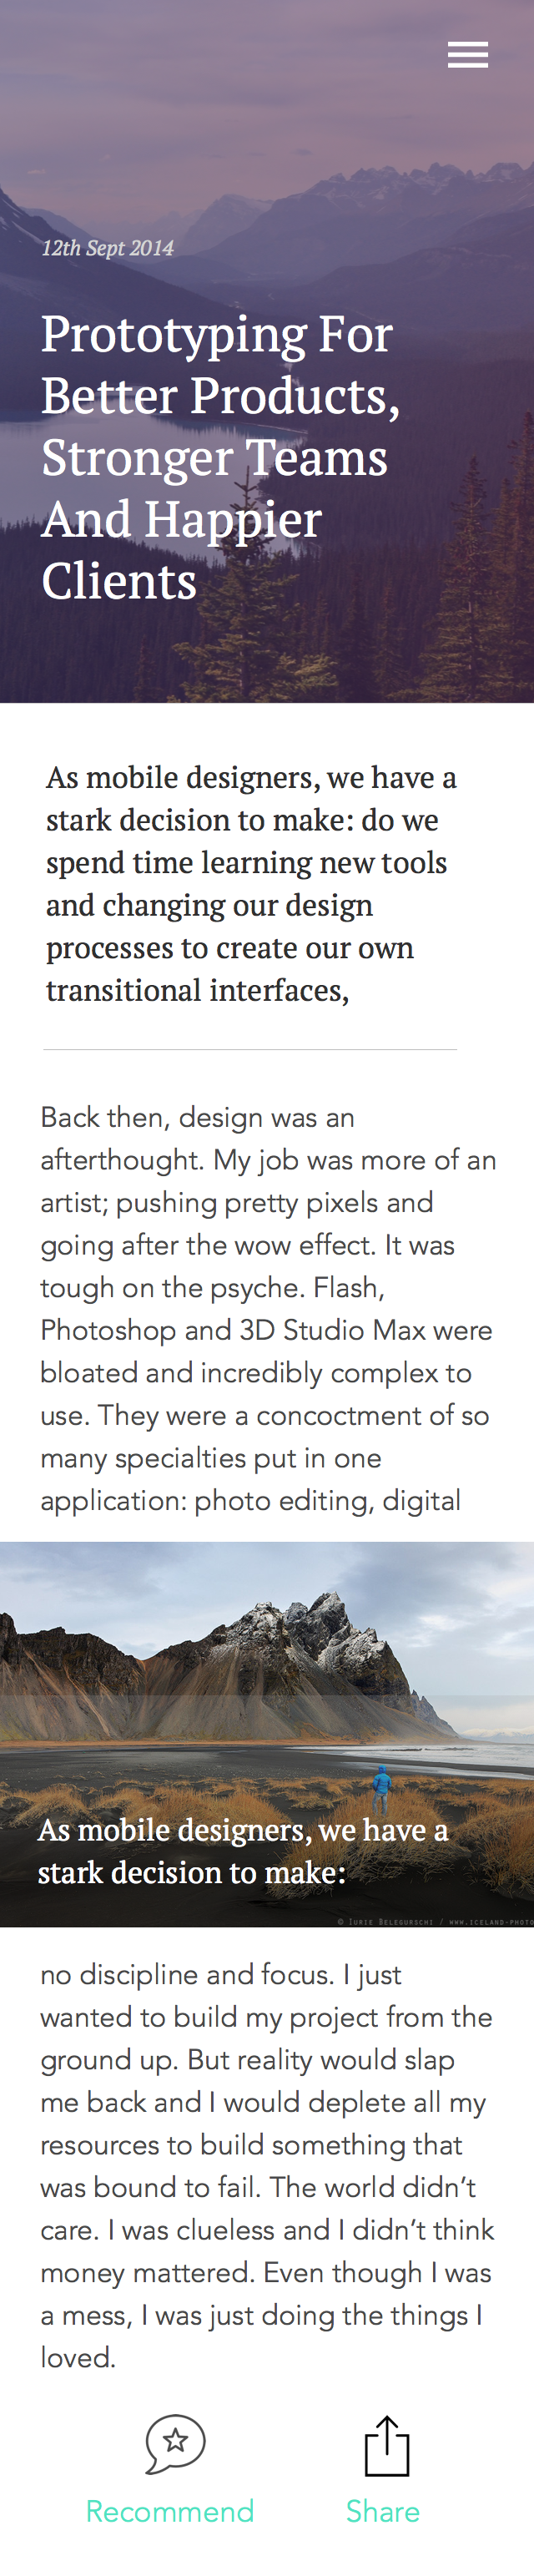 12th Sept 2014
Prototyping For
Better Products,
Stronger Teams
And Happier
Clients
As mobile designers, we have a
stark decision to make: do we
spend time learning new tools
and changing our design
processes to create our own
transitional interfaces,
Back then, design was an
afterthought. My job was more of an
artist; pushing pretty pixels and
going after the wow effect. It was
tough on the psyche. Flash,
Photoshop and 3D Studio Max were
bloated and incredibly complex to
use. They were a concoctment of so
many specialties put in one
application: photo editing, digital
As mobile designers, we have a
stark decision to make:
© Iurie Belegurschi / www.iceland-photo
no discipline and focus. I just
wanted to build my project from the
ground up. But reality would slap
me back and I would deplete all my
resources to build something that
was bound to fail. The world didn’t
care. I was clueless and I didn’t think
money mattered. Even though I was
a mess, I was just doing the things I
loved.
Recommend
Share